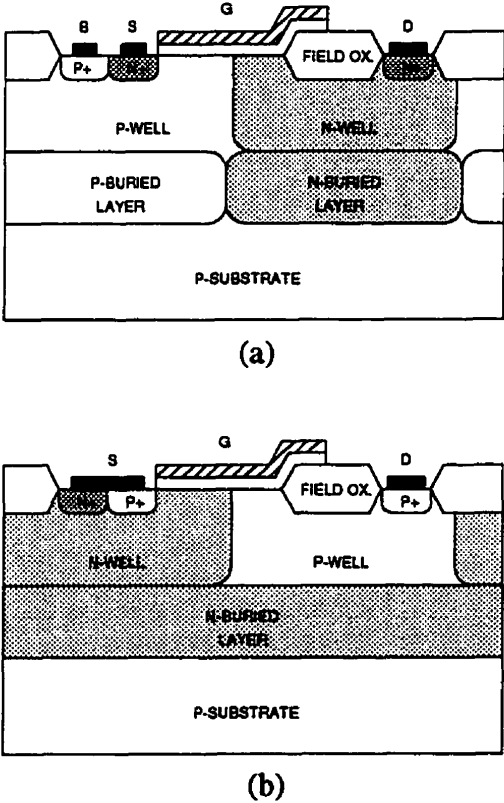 G
B S D
P+ N+ FIELD OX. N+
P-WELL N-WELL
P-BURIED N-BURIED
LAYER LAYER
P-SUBSTRATE
(a)
G
S D
N+ P+ FIELD OX. P+
N-WELL P-WELL
N-BURIED
LAYER
P-SUBSTRATE
(b)